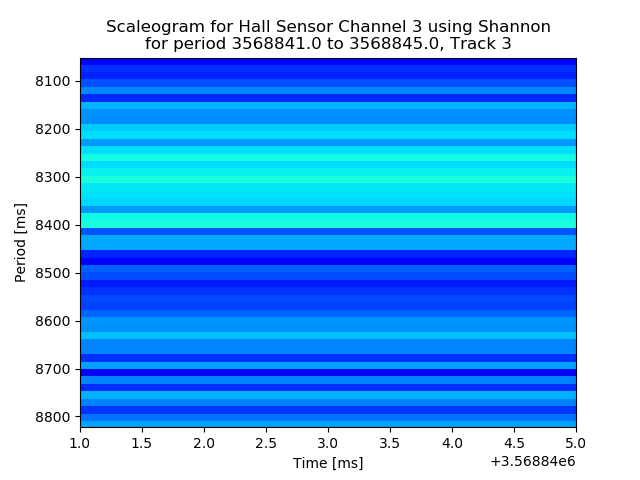 Scaleogram for Hall Sensor Channel 3 using Shannon
for period 3568841.0 to 3568845.0, Track 3
Period [ms]
8100
8200
8300
8400
8500
8600
8700
8800
1.0 1.5 2.0 2.5 3.0 3.5 4.0 4.5 5.0
Time [ms]
+3.56884e6